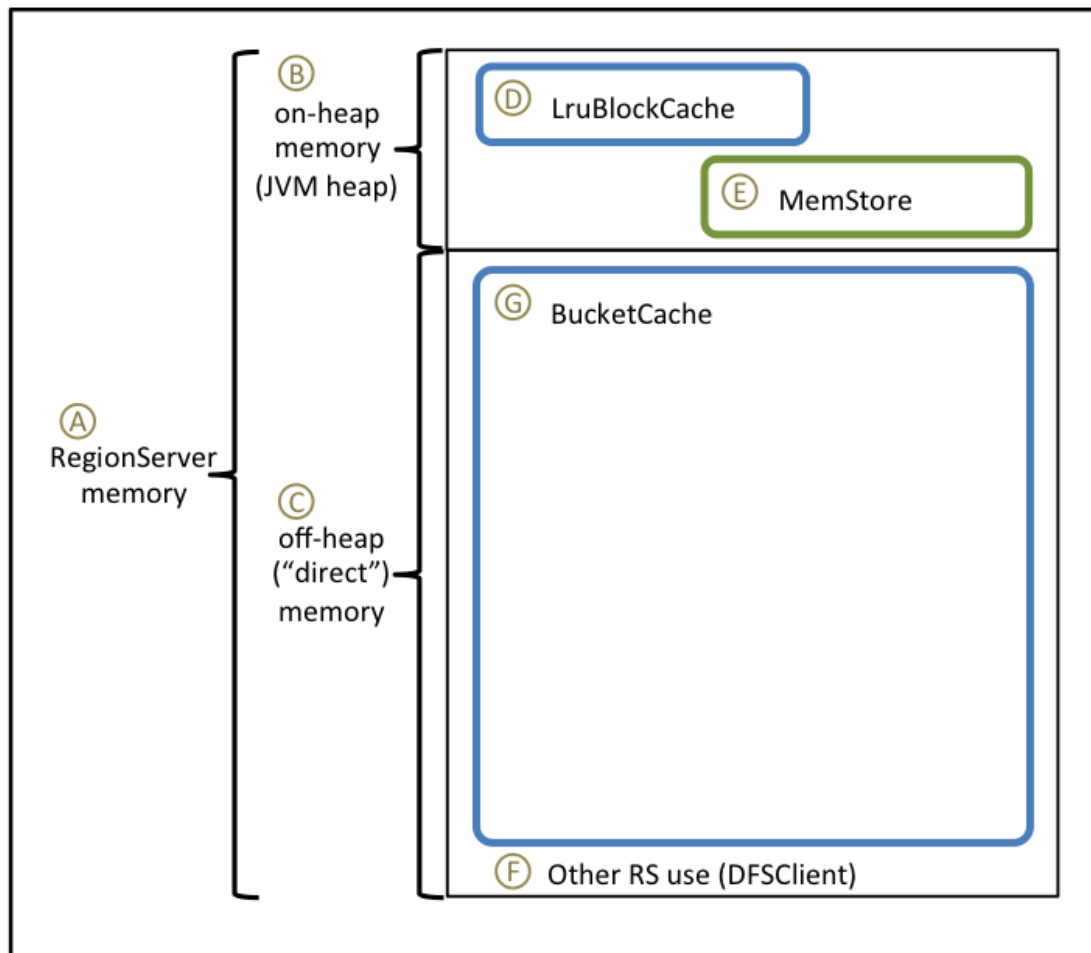 Ⓐ
RegionServer
memory
Ⓑ
on-heap
memory
(JVM heap)
Ⓒ
off-heap
(“direct”)
memory
Ⓓ LruBlockCache
Ⓔ MemStore
Ⓖ BucketCache
Ⓕ Other RS use (DFSClient)